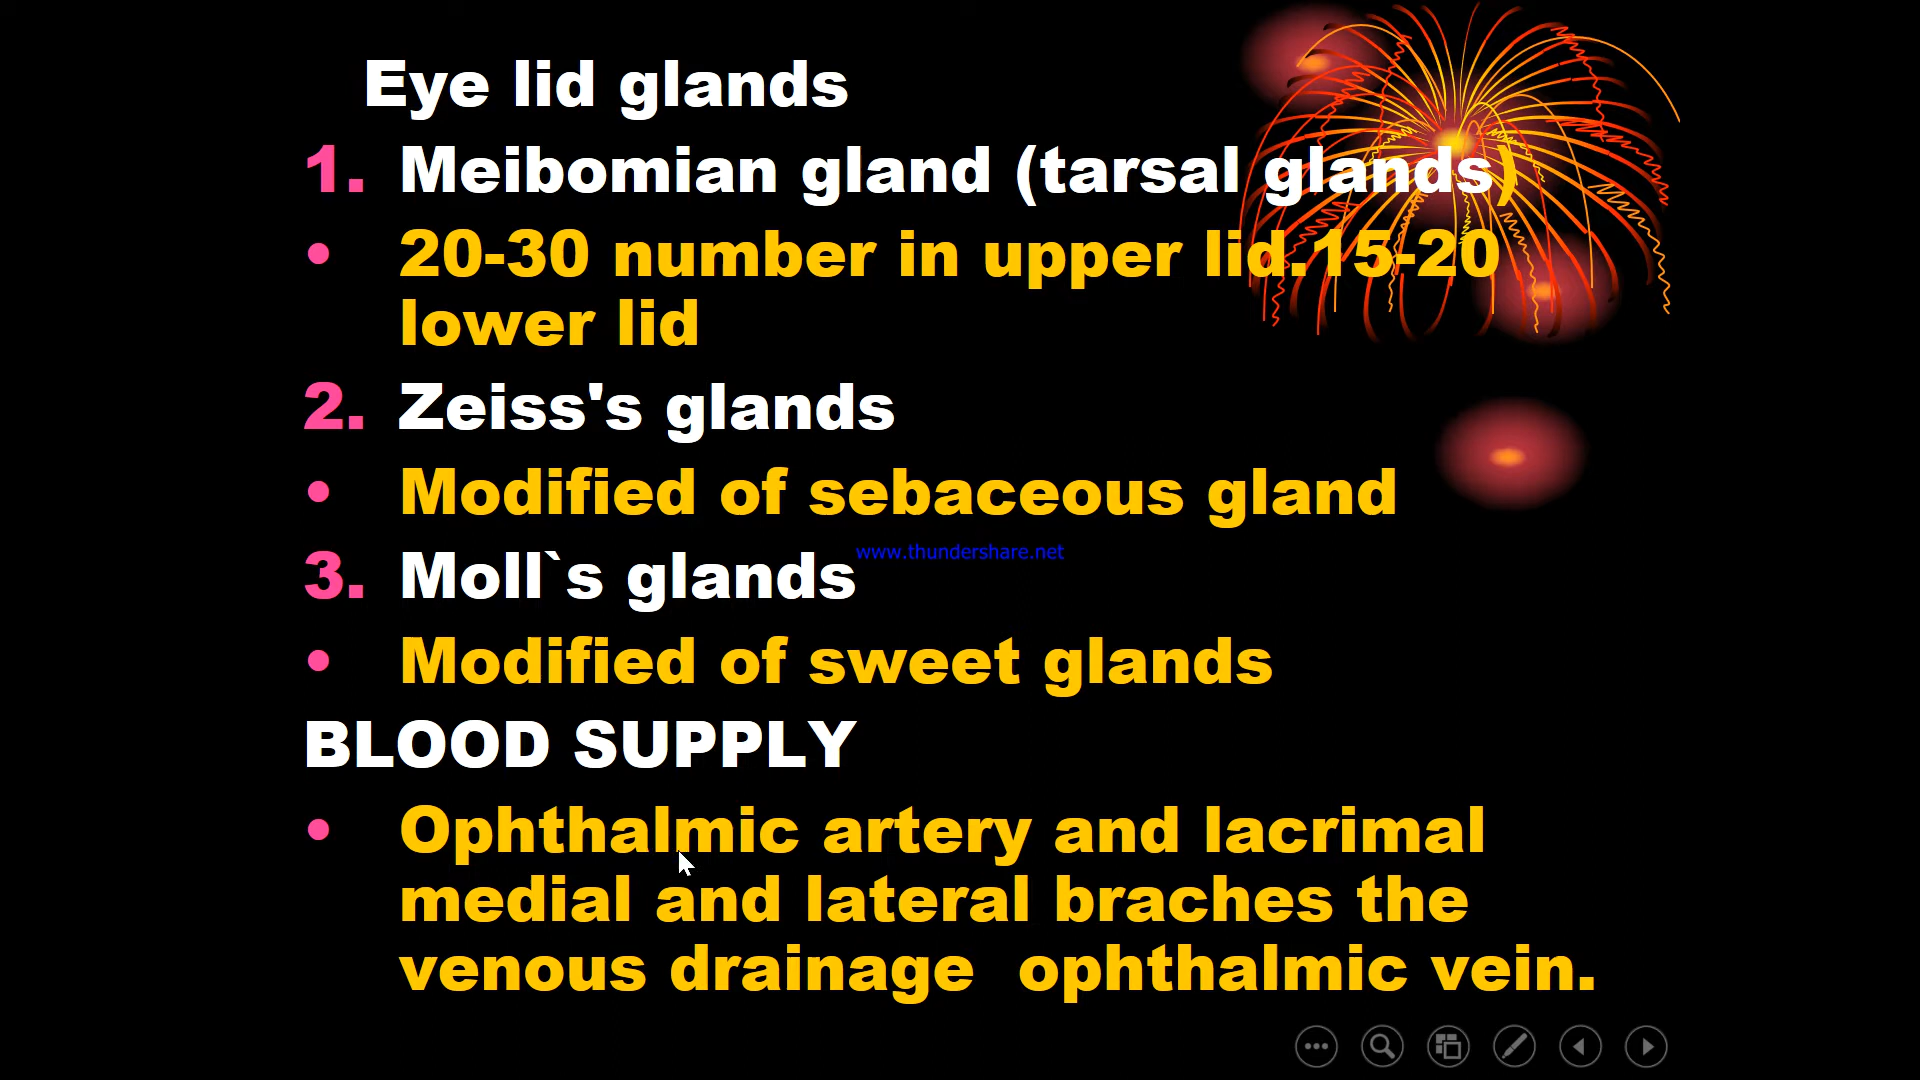 Eye lid glands
1. Meibomian gland (tarsal glands)
• 20-30 number in upper lid.15-20
lower lid
2. Zeiss's glands
• Modified of sebaceous gland
www.thundershare.net
3. Moll`s glands
• Modified of sweet glands
BLOOD SUPPLY
• Ophthalmic artery and lacrimal
medial and lateral braches the
venous drainage  ophthalmic vein.